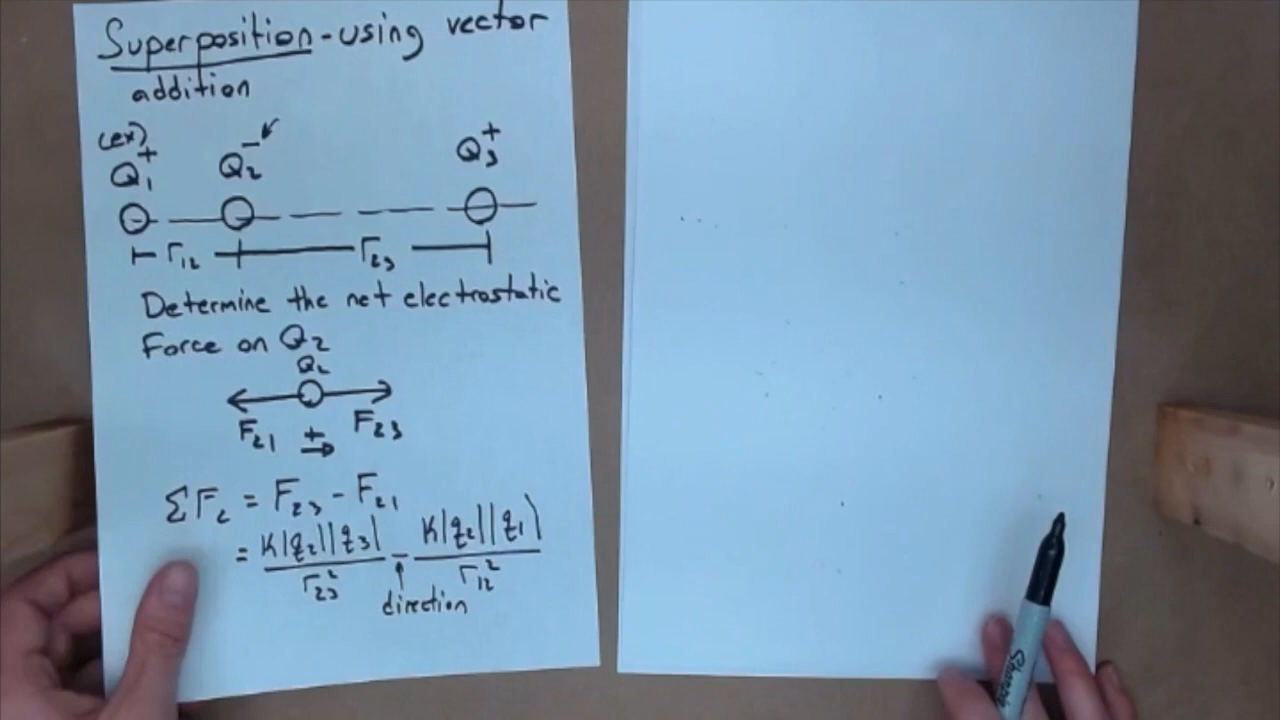 Superposition - using vector
addition
(ex)
Q₁⁺ Q₂⁻ Q₃⁺
r₁₂ r₂₃
Determine the net electrostatic
Force on Q₂
Q₂
F₂₁ + F₂₃
ΣF₂ = F₂₃ - F₂₁
= K|q₂||q₃| / r₂₃² - K|q₂||q₁| / r₁₂²
direction
Sharpie